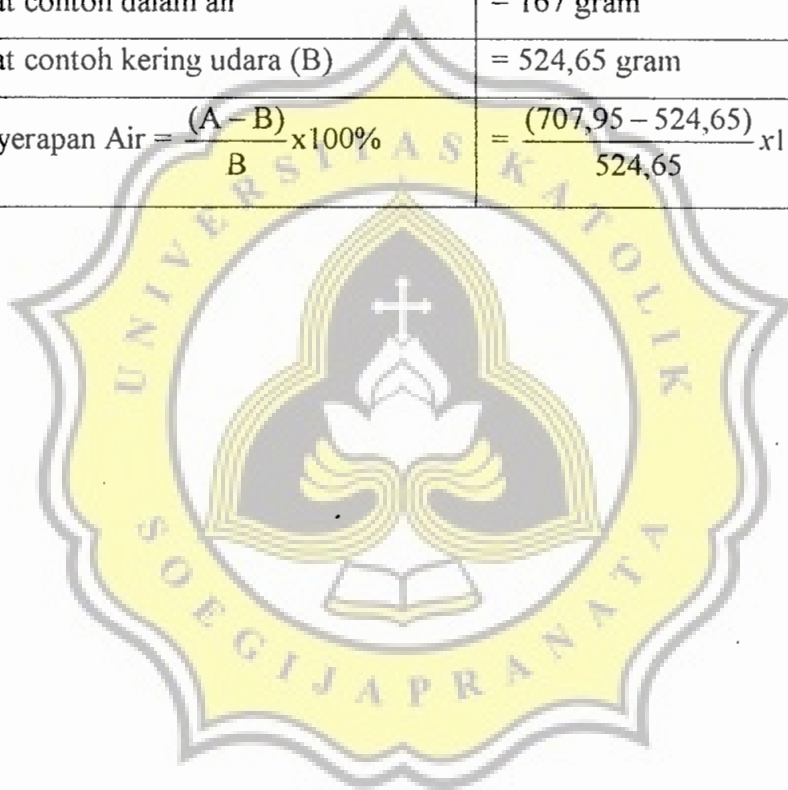 at contoh dalam air = 167 gram
at contoh kering udara (B) = 524,65 gram
yerapan Air = (A – B)/B x100% = (707,95 – 524,65)/524,65 x1
UNIVERSITAS KATOLIK
SOEGIJAPRANATA